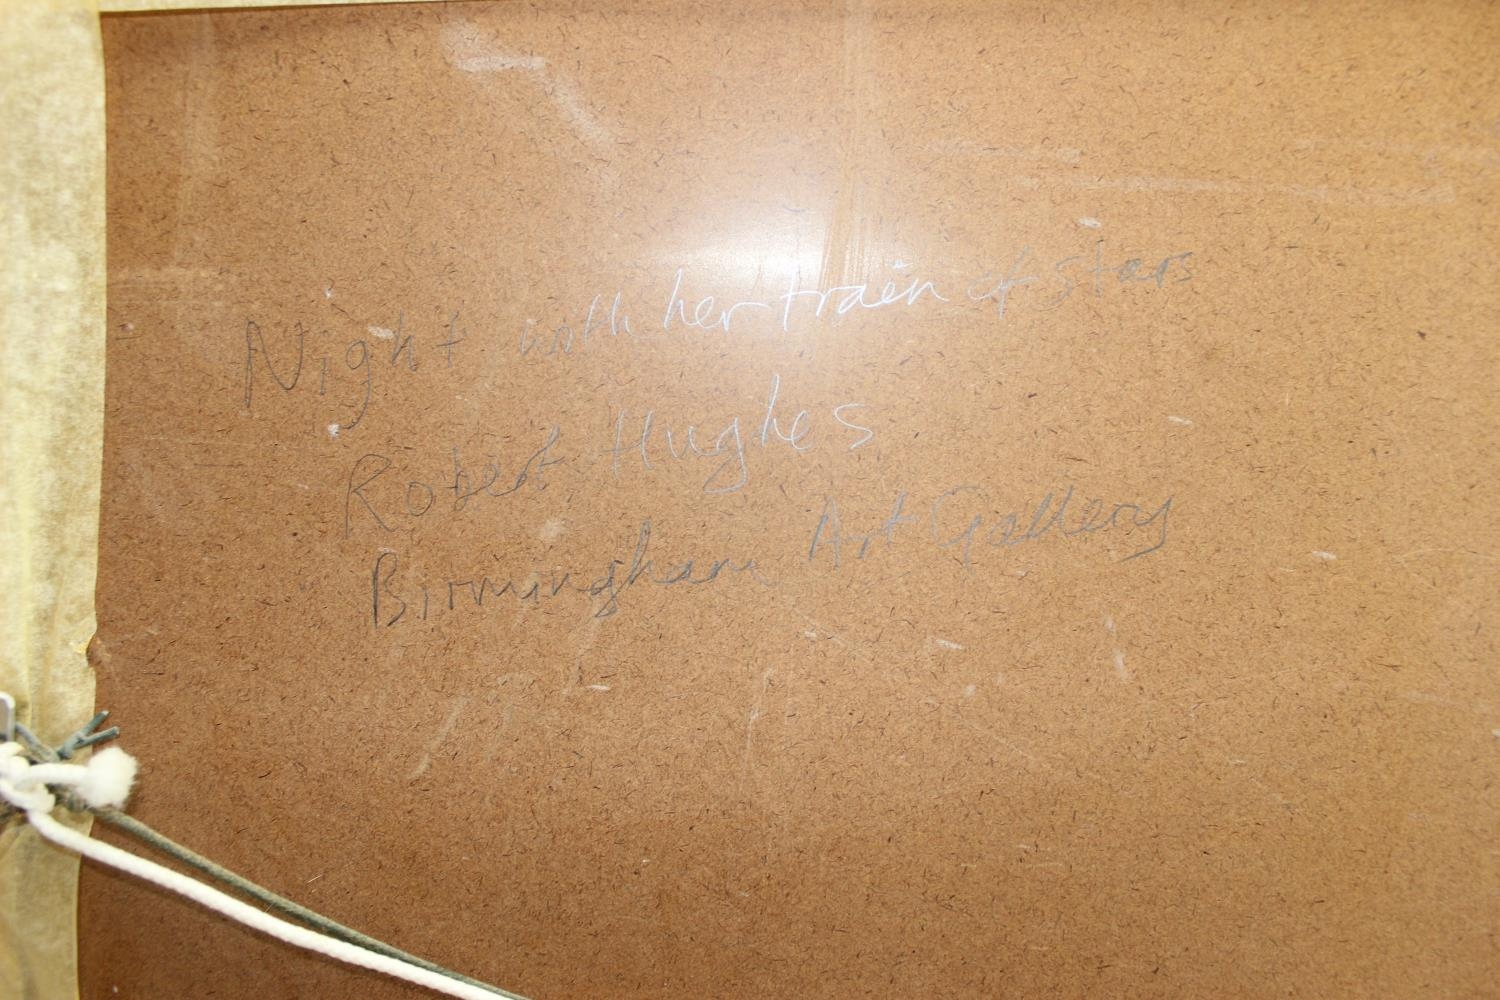 Night with her train of stars
Robert Hughes
Birmingham Art Gallery